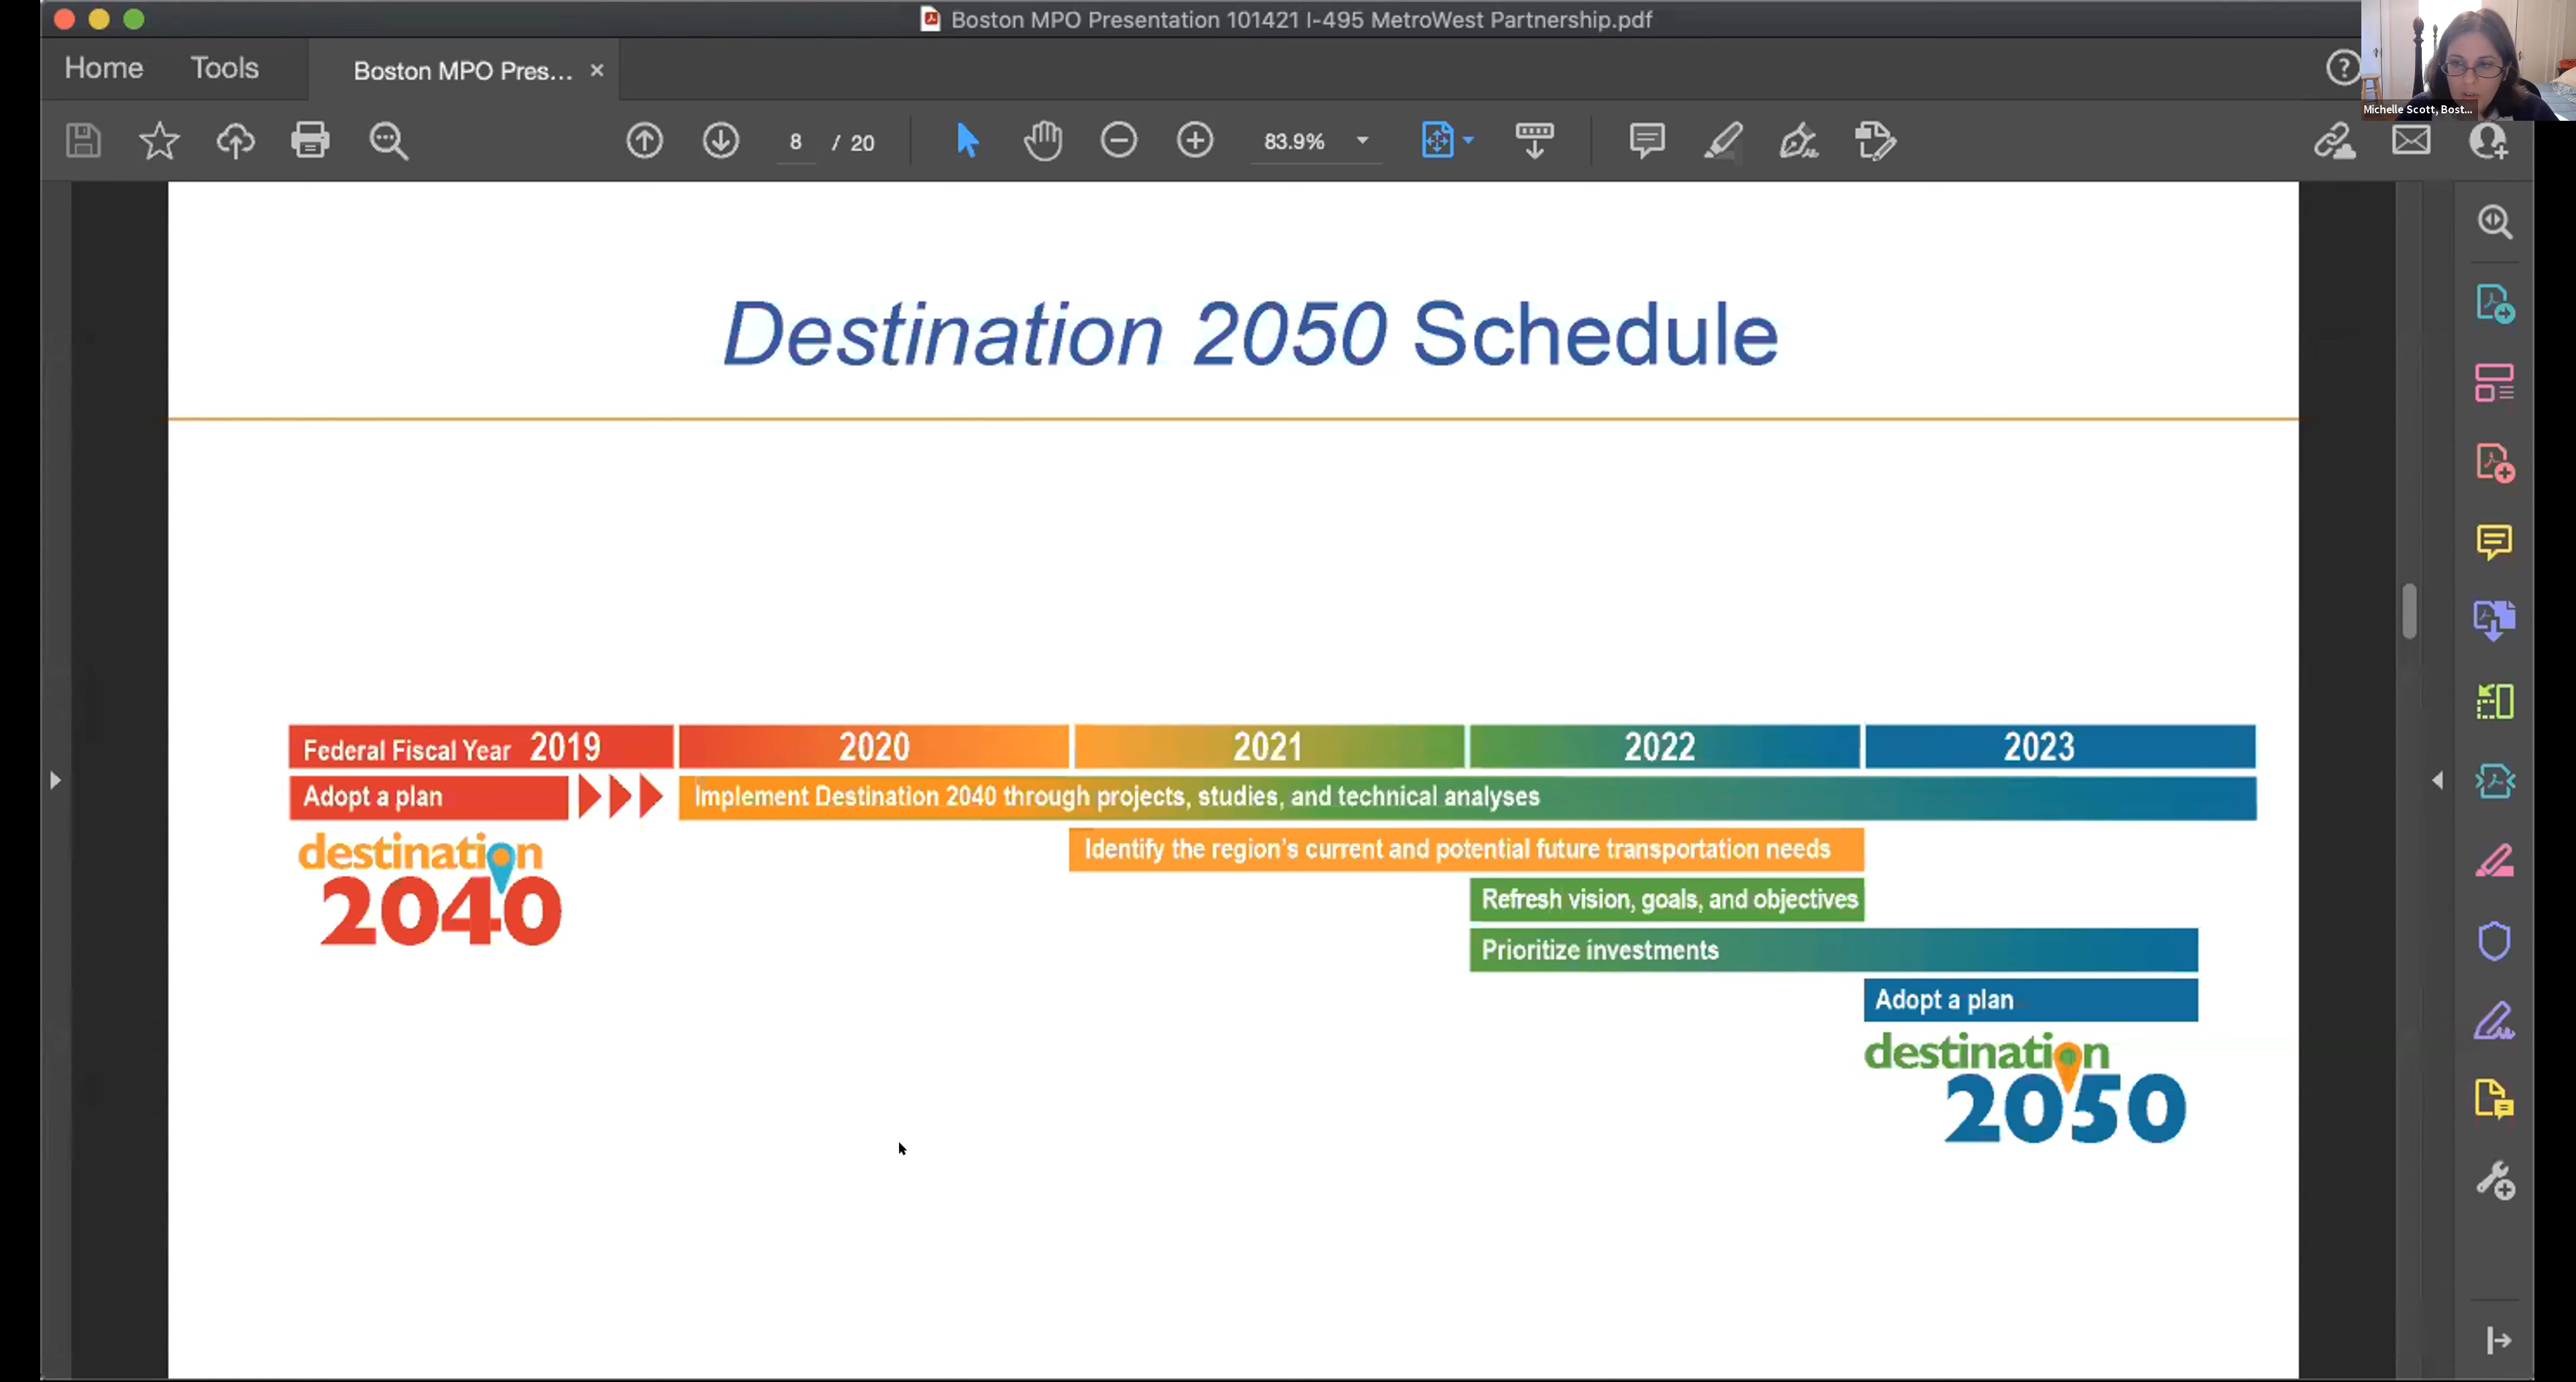 Boston MPO Presentation 101421 I-495 MetroWest Partnership.pdf
Home Tools Boston MPO Pres... ×
Michelle Scott, Bost...
8 / 20 83.9%
Destination 2050 Schedule
Federal Fiscal Year 2019 2020 2021 2022 2023
Adopt a plan Implement Destination 2040 through projects, studies, and technical analyses
destination
2040
Identify the region's current and potential future transportation needs
Refresh vision, goals, and objectives
Prioritize investments
Adopt a plan
destination
2050